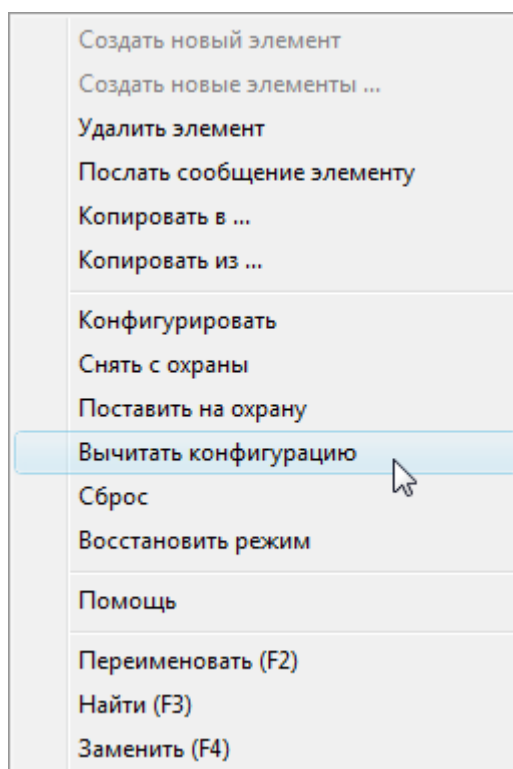 Создать новый элемент
Создать новые элементы ...
Удалить элемент
Послать сообщение элементу
Копировать в ...
Копировать из ...
Конфигурировать
Снять с охраны
Поставить на охрану
Вычитать конфигурацию
Сброс
Восстановить режим
Помощь
Переименовать (F2)
Найти (F3)
Заменить (F4)